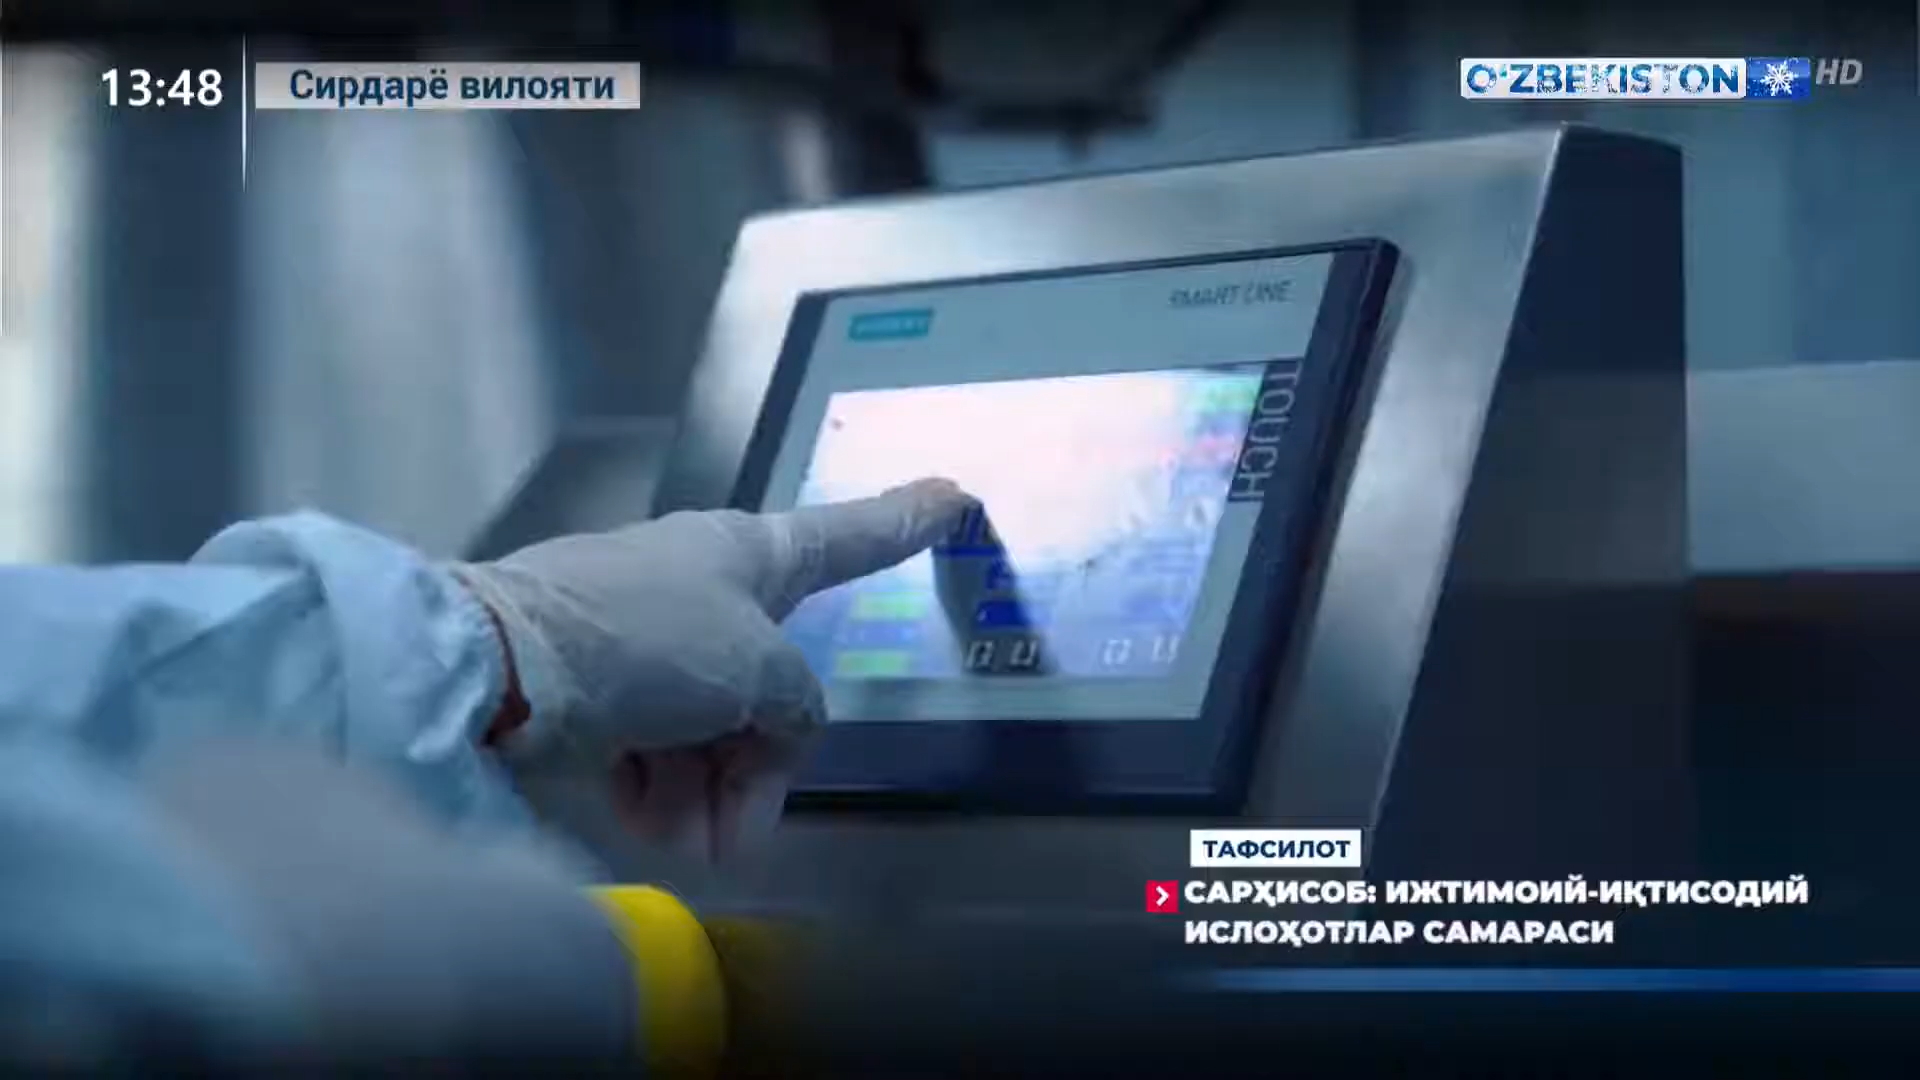 13:48
Сирдарё вилояти
O‘ZBEKISTON HD
SMART LINE
TOUCH
ТАФСИЛОТ
САРҲИСОБ: ИЖТИМОИЙ-ИҚТИСОДИЙ
ИСЛОҲОТЛАР САМАРАСИ